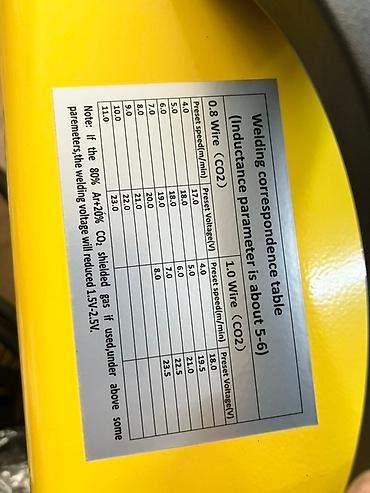 Welding correspondence table
(Inductance parameter is about 5-6)
0.8 Wire（CO2） 1.0 Wire（CO2）
Preset speed(m/min) Preset Voltage(V) Preset speed(m/min) Preset Voltage(V)
4.0 17.0 4.0 18.0
5.0 18.0 5.0 19.5
6.0 18.0 6.0 21.0
7.0 19.0 7.0 22.5
8.0 20.0 8.0 23.5
9.0 21.0
10.0 22.0
11.0 23.0
Note: If the 80% Ar+20% CO₂ shielded gas if used,under above some
paremeters,the welding voltage will reduced 1.5V-2.5V.